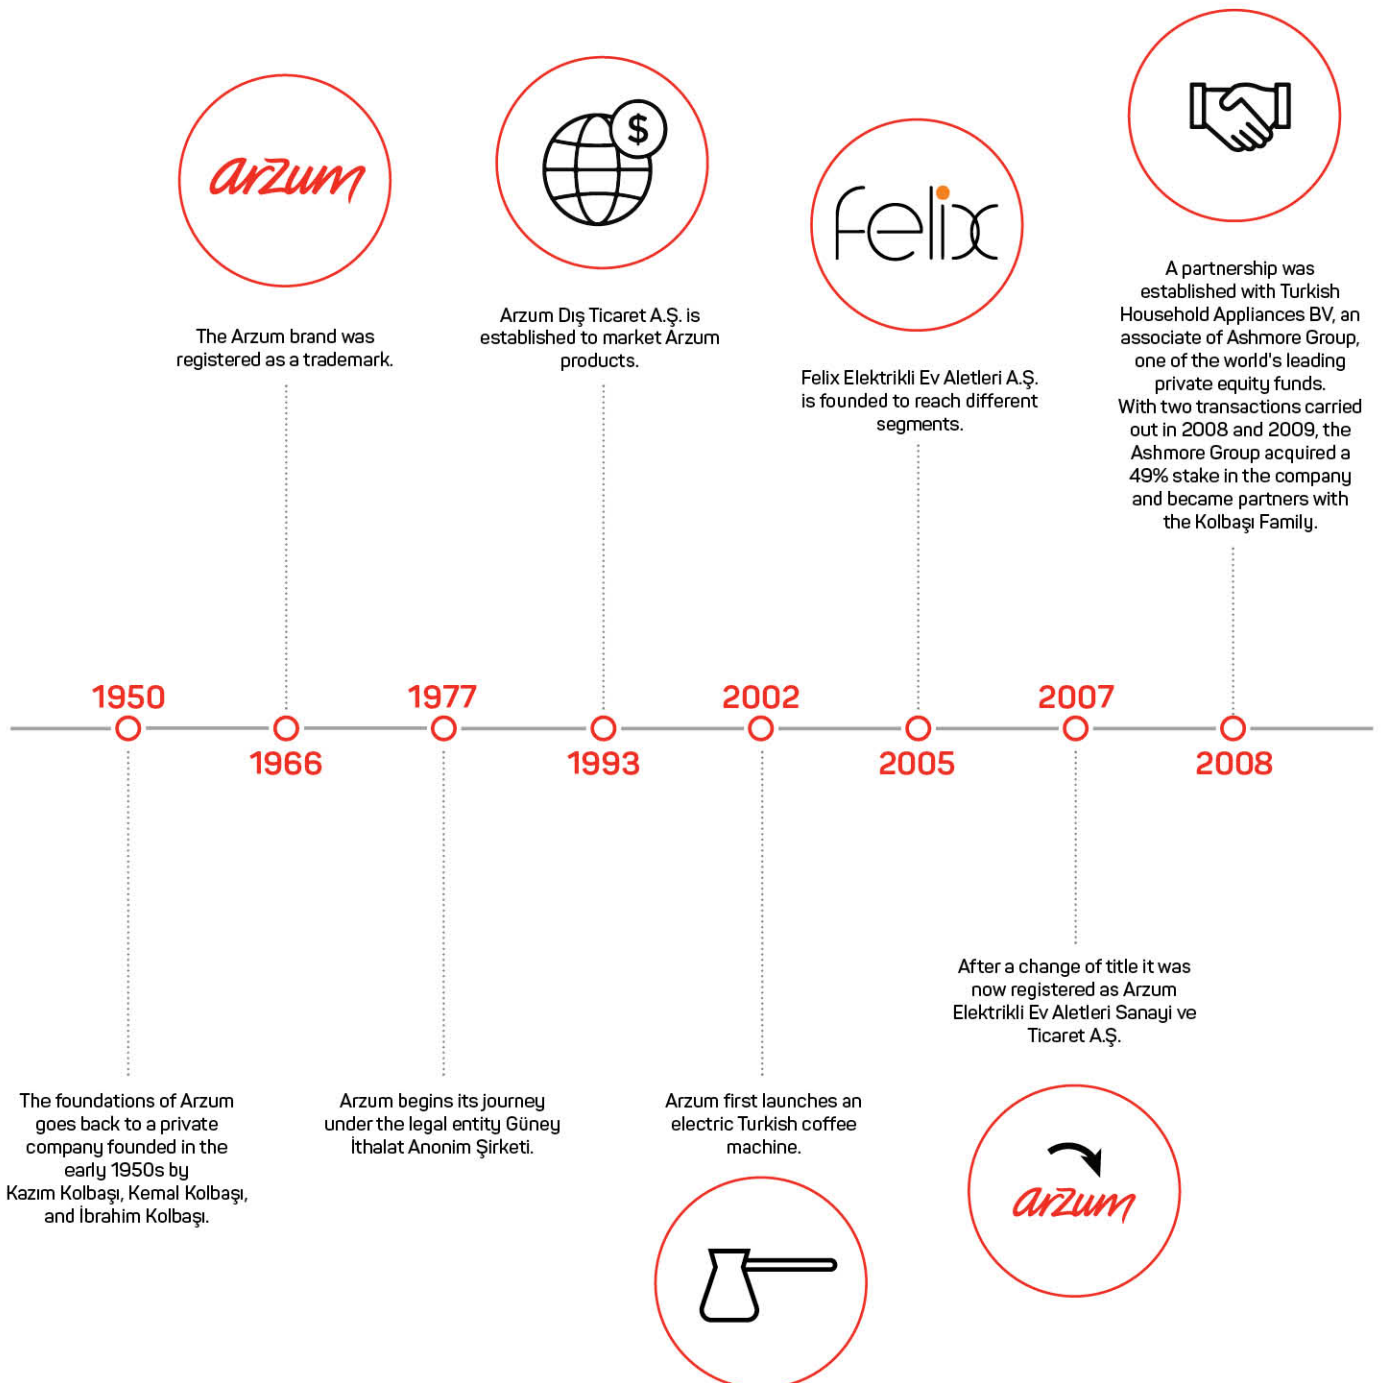 arzum
The Arzum brand was
registered as a trademark.
$
Arzum Dış Ticaret A.Ş. is
established to market Arzum
products.
felix
Felix Elektrikli Ev Aletleri A.Ş.
is founded to reach different
segments.
A partnership was
established with Turkish
Household Appliances BV, an
associate of Ashmore Group,
one of the world's leading
private equity funds.
With two transactions carried
out in 2008 and 2009, the
Ashmore Group acquired a
49% stake in the company
and became partners with
the Kolbaşı Family.
1950
1966
1977
1993
2002
2005
2007
2008
The foundations of Arzum
goes back to a private
company founded in the
early 1950s by
Kazım Kolbaşı, Kemal Kolbaşı,
and İbrahim Kolbaşı.
Arzum begins its journey
under the legal entity Güney
İthalat Anonim Şirketi.
Arzum first launches an
electric Turkish coffee
machine.
After a change of title it was
now registered as Arzum
Elektrikli Ev Aletleri Sanayi ve
Ticaret A.Ş.
arzum